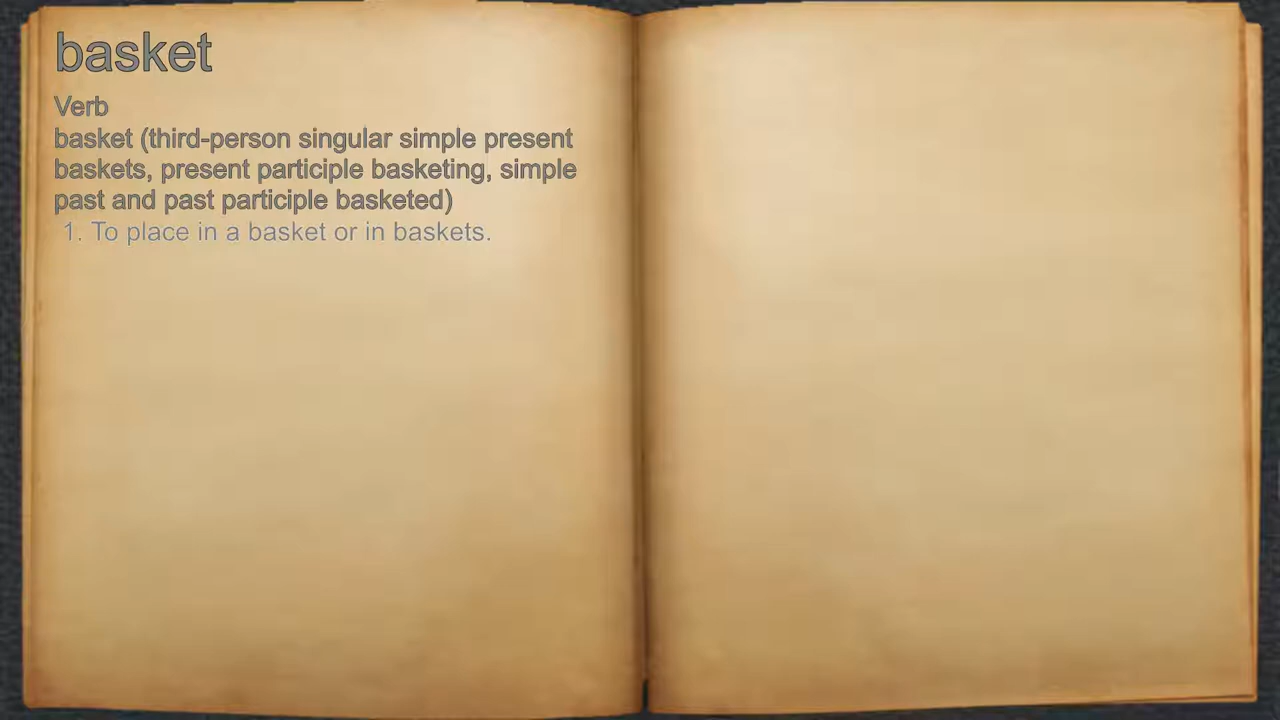 basket
Verb
basket (third-person singular simple present
baskets, present participle basketing, simple
past and past participle basketed)
1. To place in a basket or in baskets.